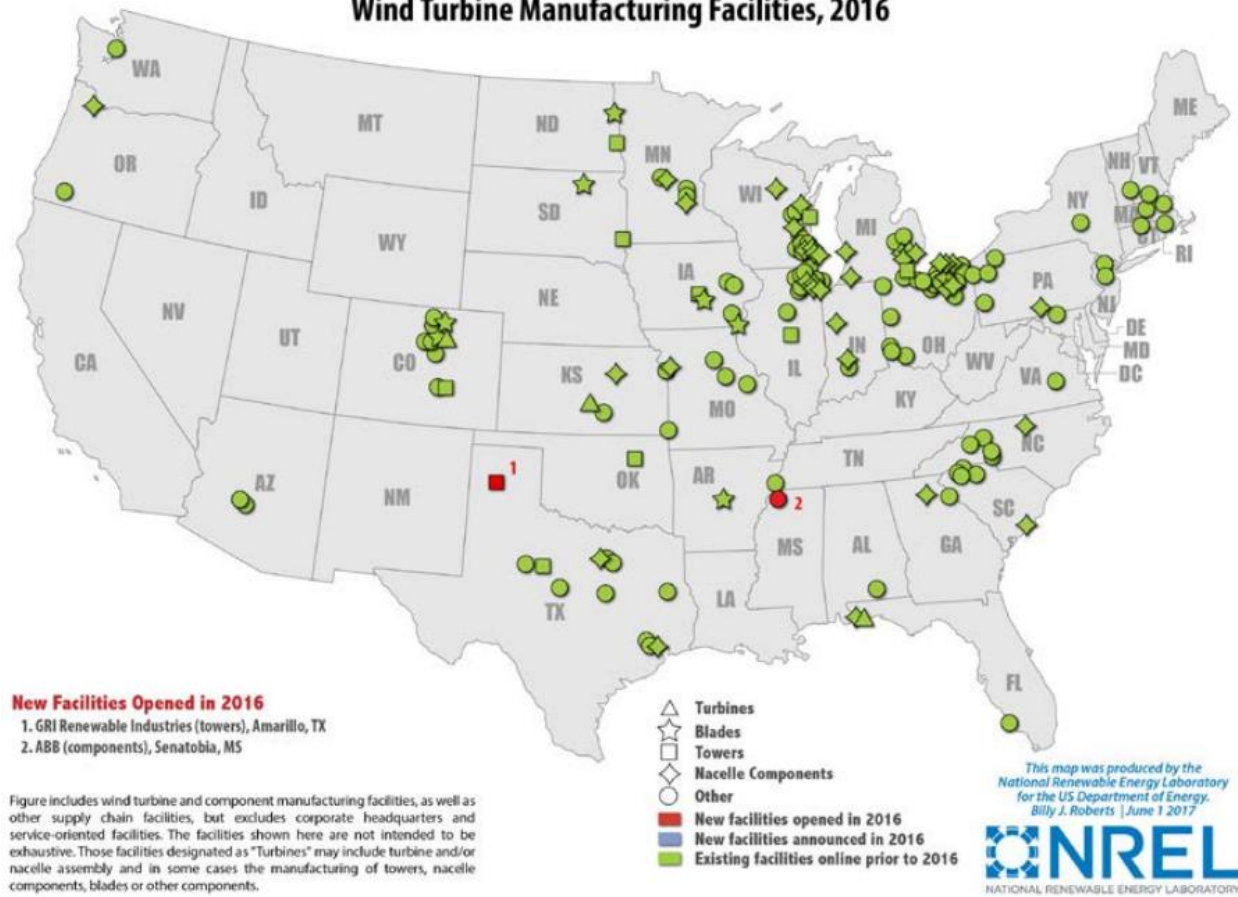 Wind Turbine Manufacturing Facilities, 2016
WA
MT
ND
MN
ME
OR
ID
SD
WI
MI
NH
VT
NY
MA
CT
RI
WY
IA
NE
PA
NJ
NV
UT
CO
KS
IL
IN
OH
WV
DE
MD
DC
VA
CA
MO
KY
AZ
NM
OK
AR
TN
NC
SC
1
2
MS
AL
GA
TX
LA
FL
New Facilities Opened in 2016
1. GRI Renewable Industries (towers), Amarillo, TX
2. ABB (components), Senatobia, MS
Figure includes wind turbine and component manufacturing facilities, as well as
other supply chain facilities, but excludes corporate headquarters and
service-oriented facilities. The facilities shown here are not intended to be
exhaustive. Those facilities designated as "Turbines" may include turbine and/or
nacelle assembly and in some cases the manufacturing of towers, nacelle
components, blades or other components.
Turbines
Blades
Towers
Nacelle Components
Other
New facilities opened in 2016
New facilities announced in 2016
Existing facilities online prior to 2016
This map was produced by the
National Renewable Energy Laboratory
for the US Department of Energy.
Billy J. Roberts | June 1 2017
NREL
NATIONAL RENEWABLE ENERGY LABORATORY